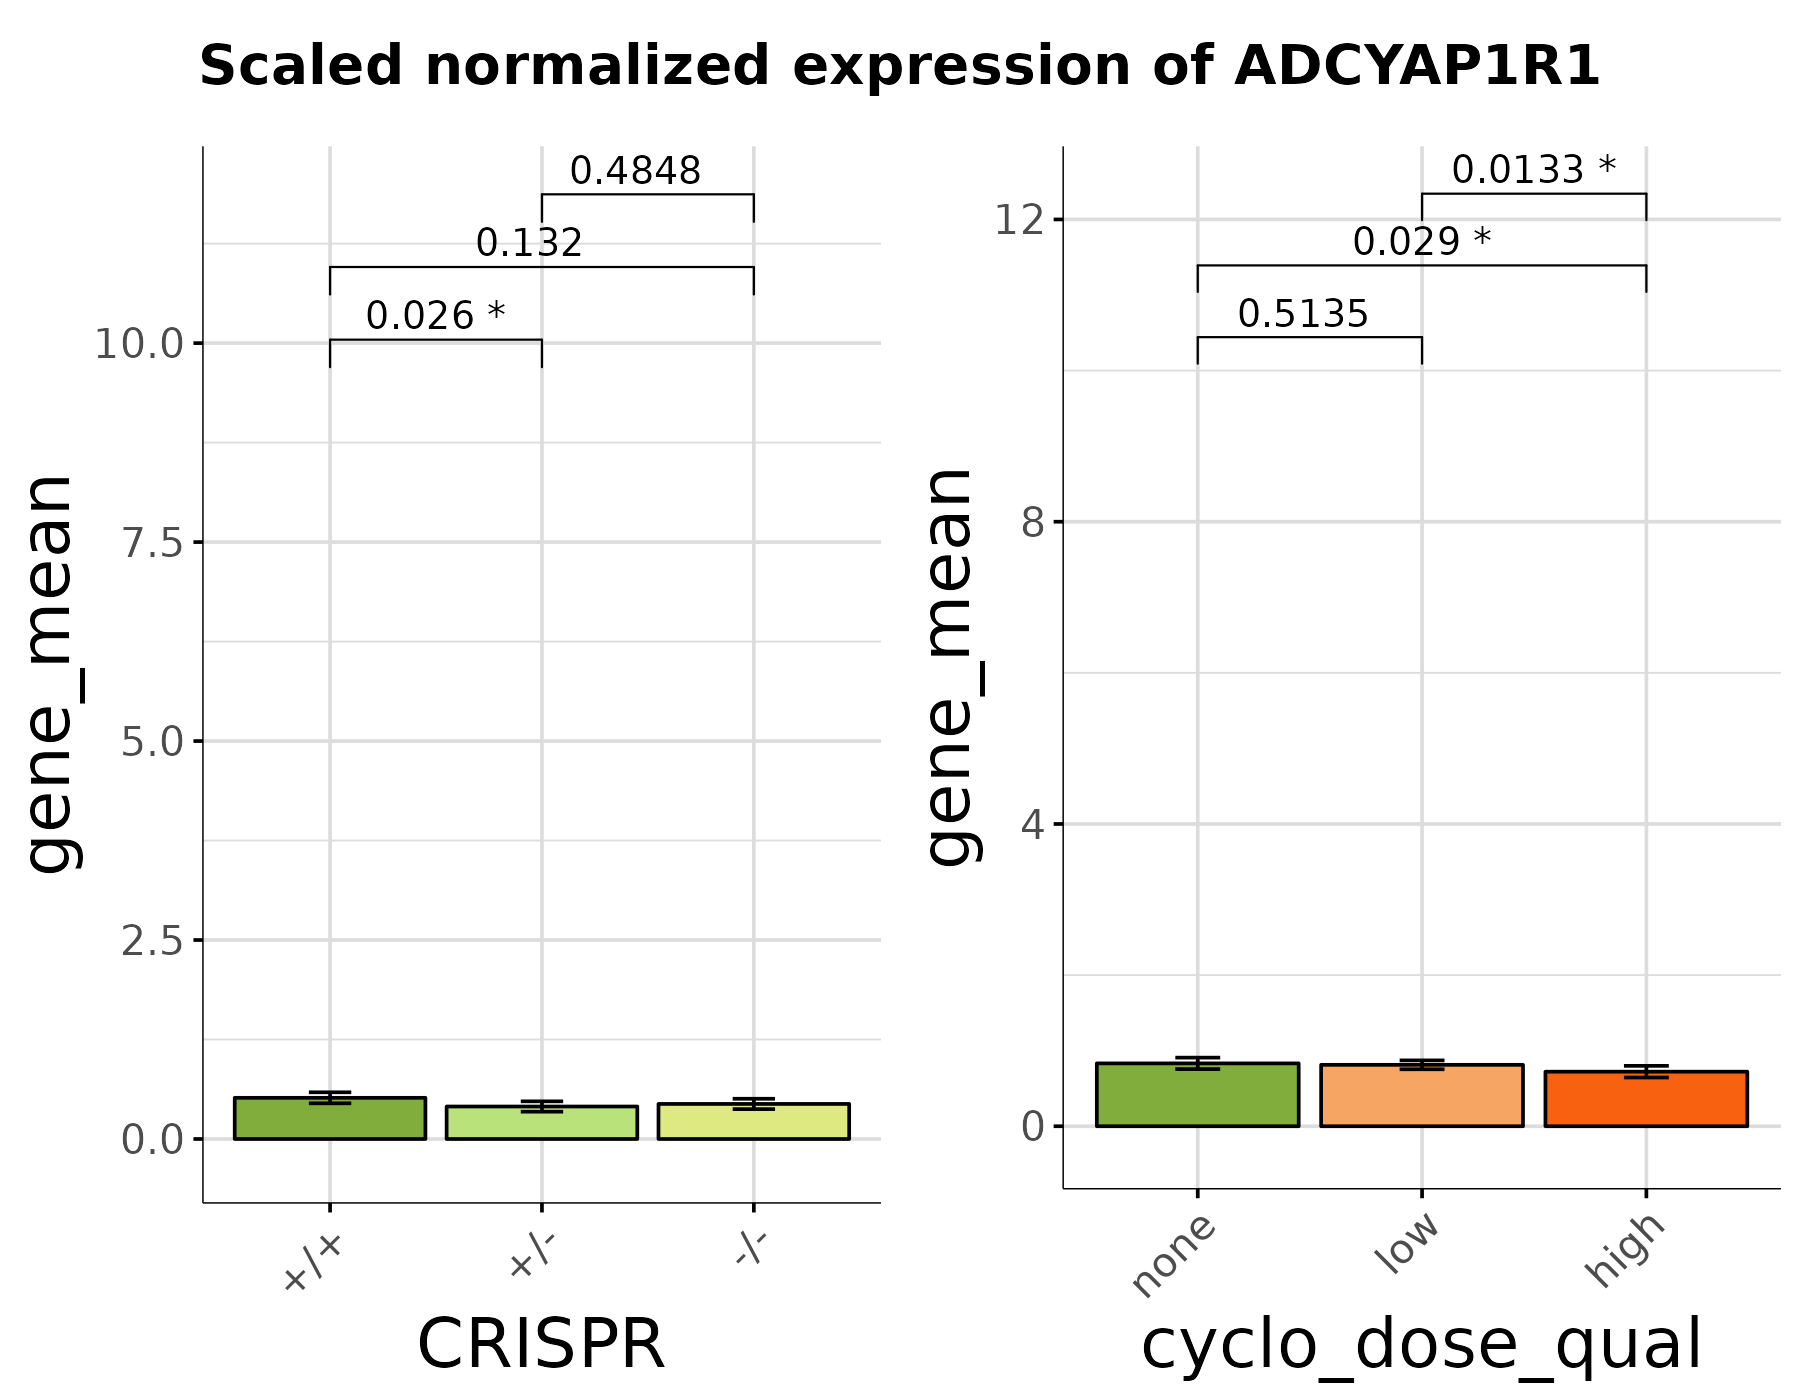 Scaled normalized expression of ADCYAP1R1
0.4848
0.132
0.026 *
10.0
7.5
5.0
2.5
0.0
gene_mean
+/+
+/-
-/-
CRISPR
0.0133 *
0.029 *
0.5135
12
8
4
0
gene_mean
none
low
high
cyclo_dose_qual